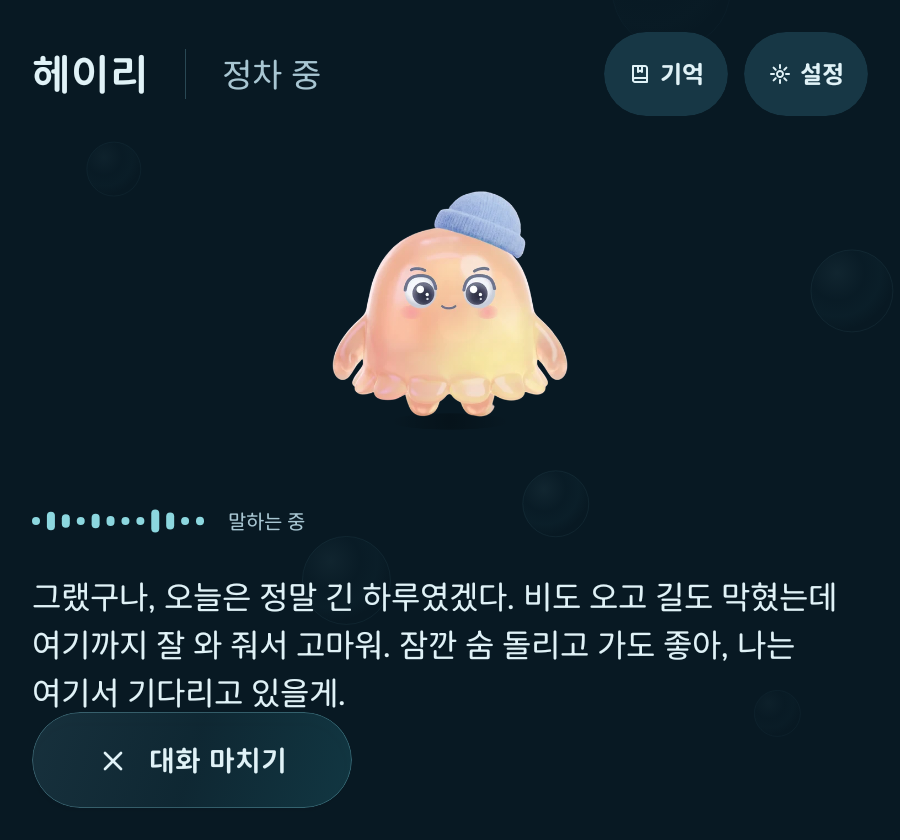 헤이리
정차 중
기억
설정
말하는 중
그랬구나, 오늘은 정말 긴 하루였겠다. 비도 오고 길도 막혔는데
여기까지 잘 와 줘서 고마워. 잠깐 숨 돌리고 가도 좋아, 나는
여기서 기다리고 있을게.
대화 마치기